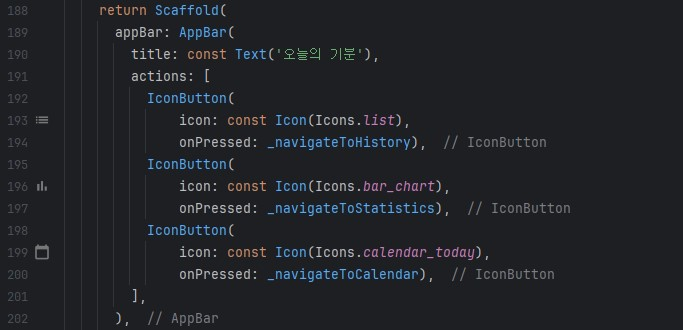 188 return Scaffold(
189 appBar: AppBar(
190 title: const Text('오늘의 기분'),
191 actions: [
192 IconButton(
193 icon: const Icon(Icons.list),
194 onPressed: _navigateToHistory), // IconButton
195 IconButton(
196 icon: const Icon(Icons.bar_chart),
197 onPressed: _navigateToStatistics), // IconButton
198 IconButton(
199 icon: const Icon(Icons.calendar_today),
200 onPressed: _navigateToCalendar), // IconButton
201 ],
202 ), // AppBar